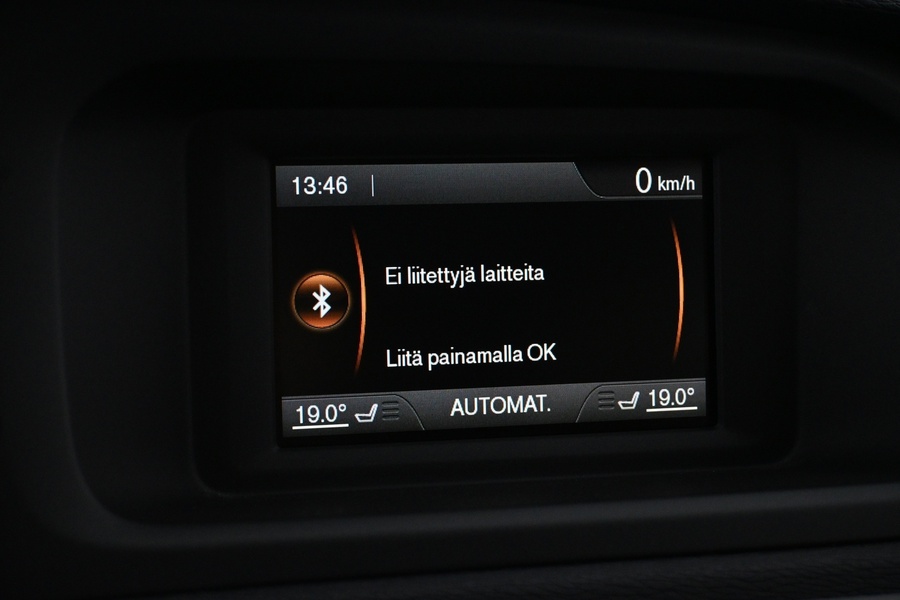 13:46
0 km/h
Ei liitettyjä laitteita
Liitä painamalla OK
19.0° AUTOMAT. 19.0°